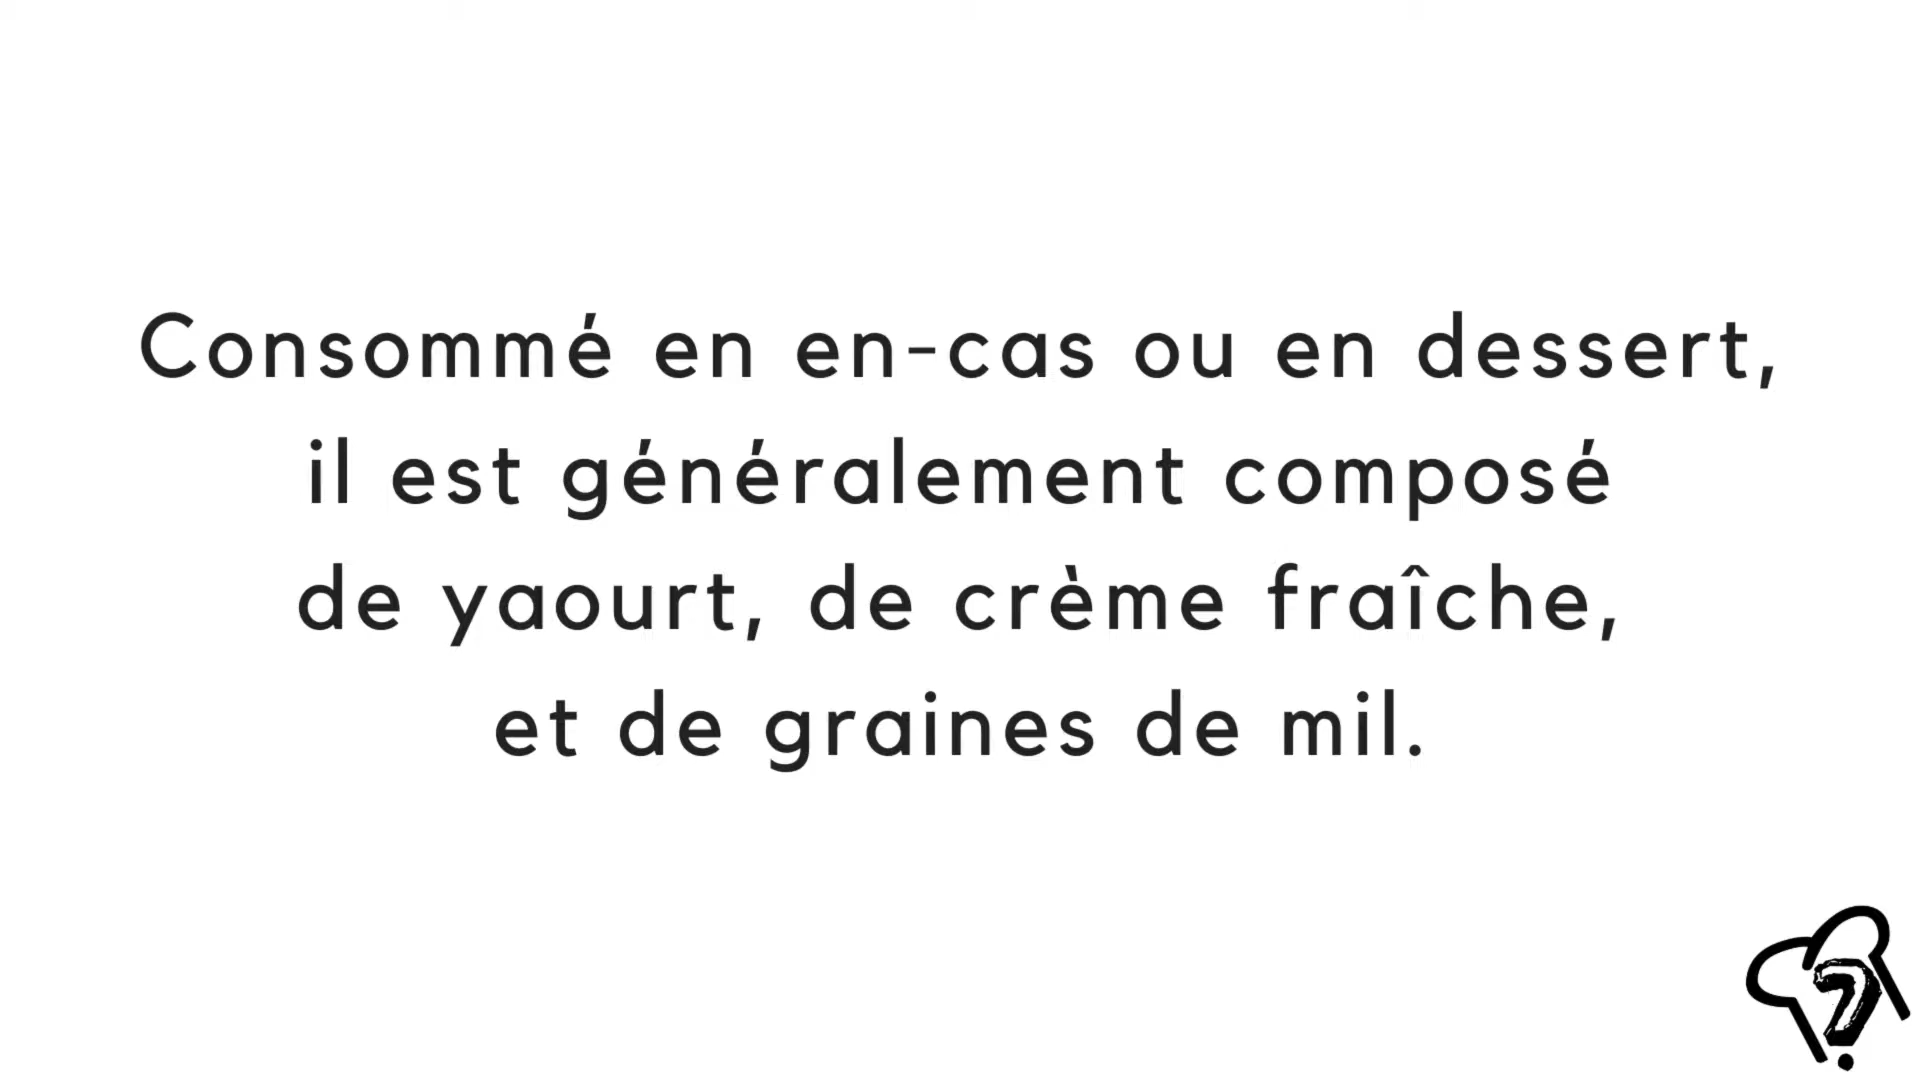 Consommé en en-cas ou en dessert,
il est généralement composé
de yaourt, de crème fraîche,
et de graines de mil.